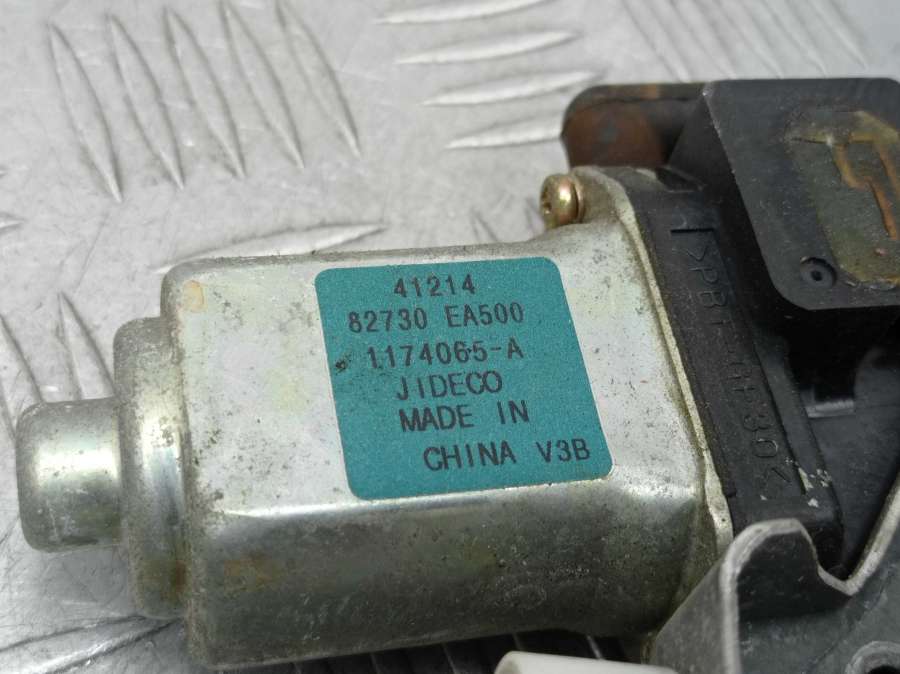 41214
82730 EA500
1174065-A
JIDECO
MADE IN
CHINA V3B